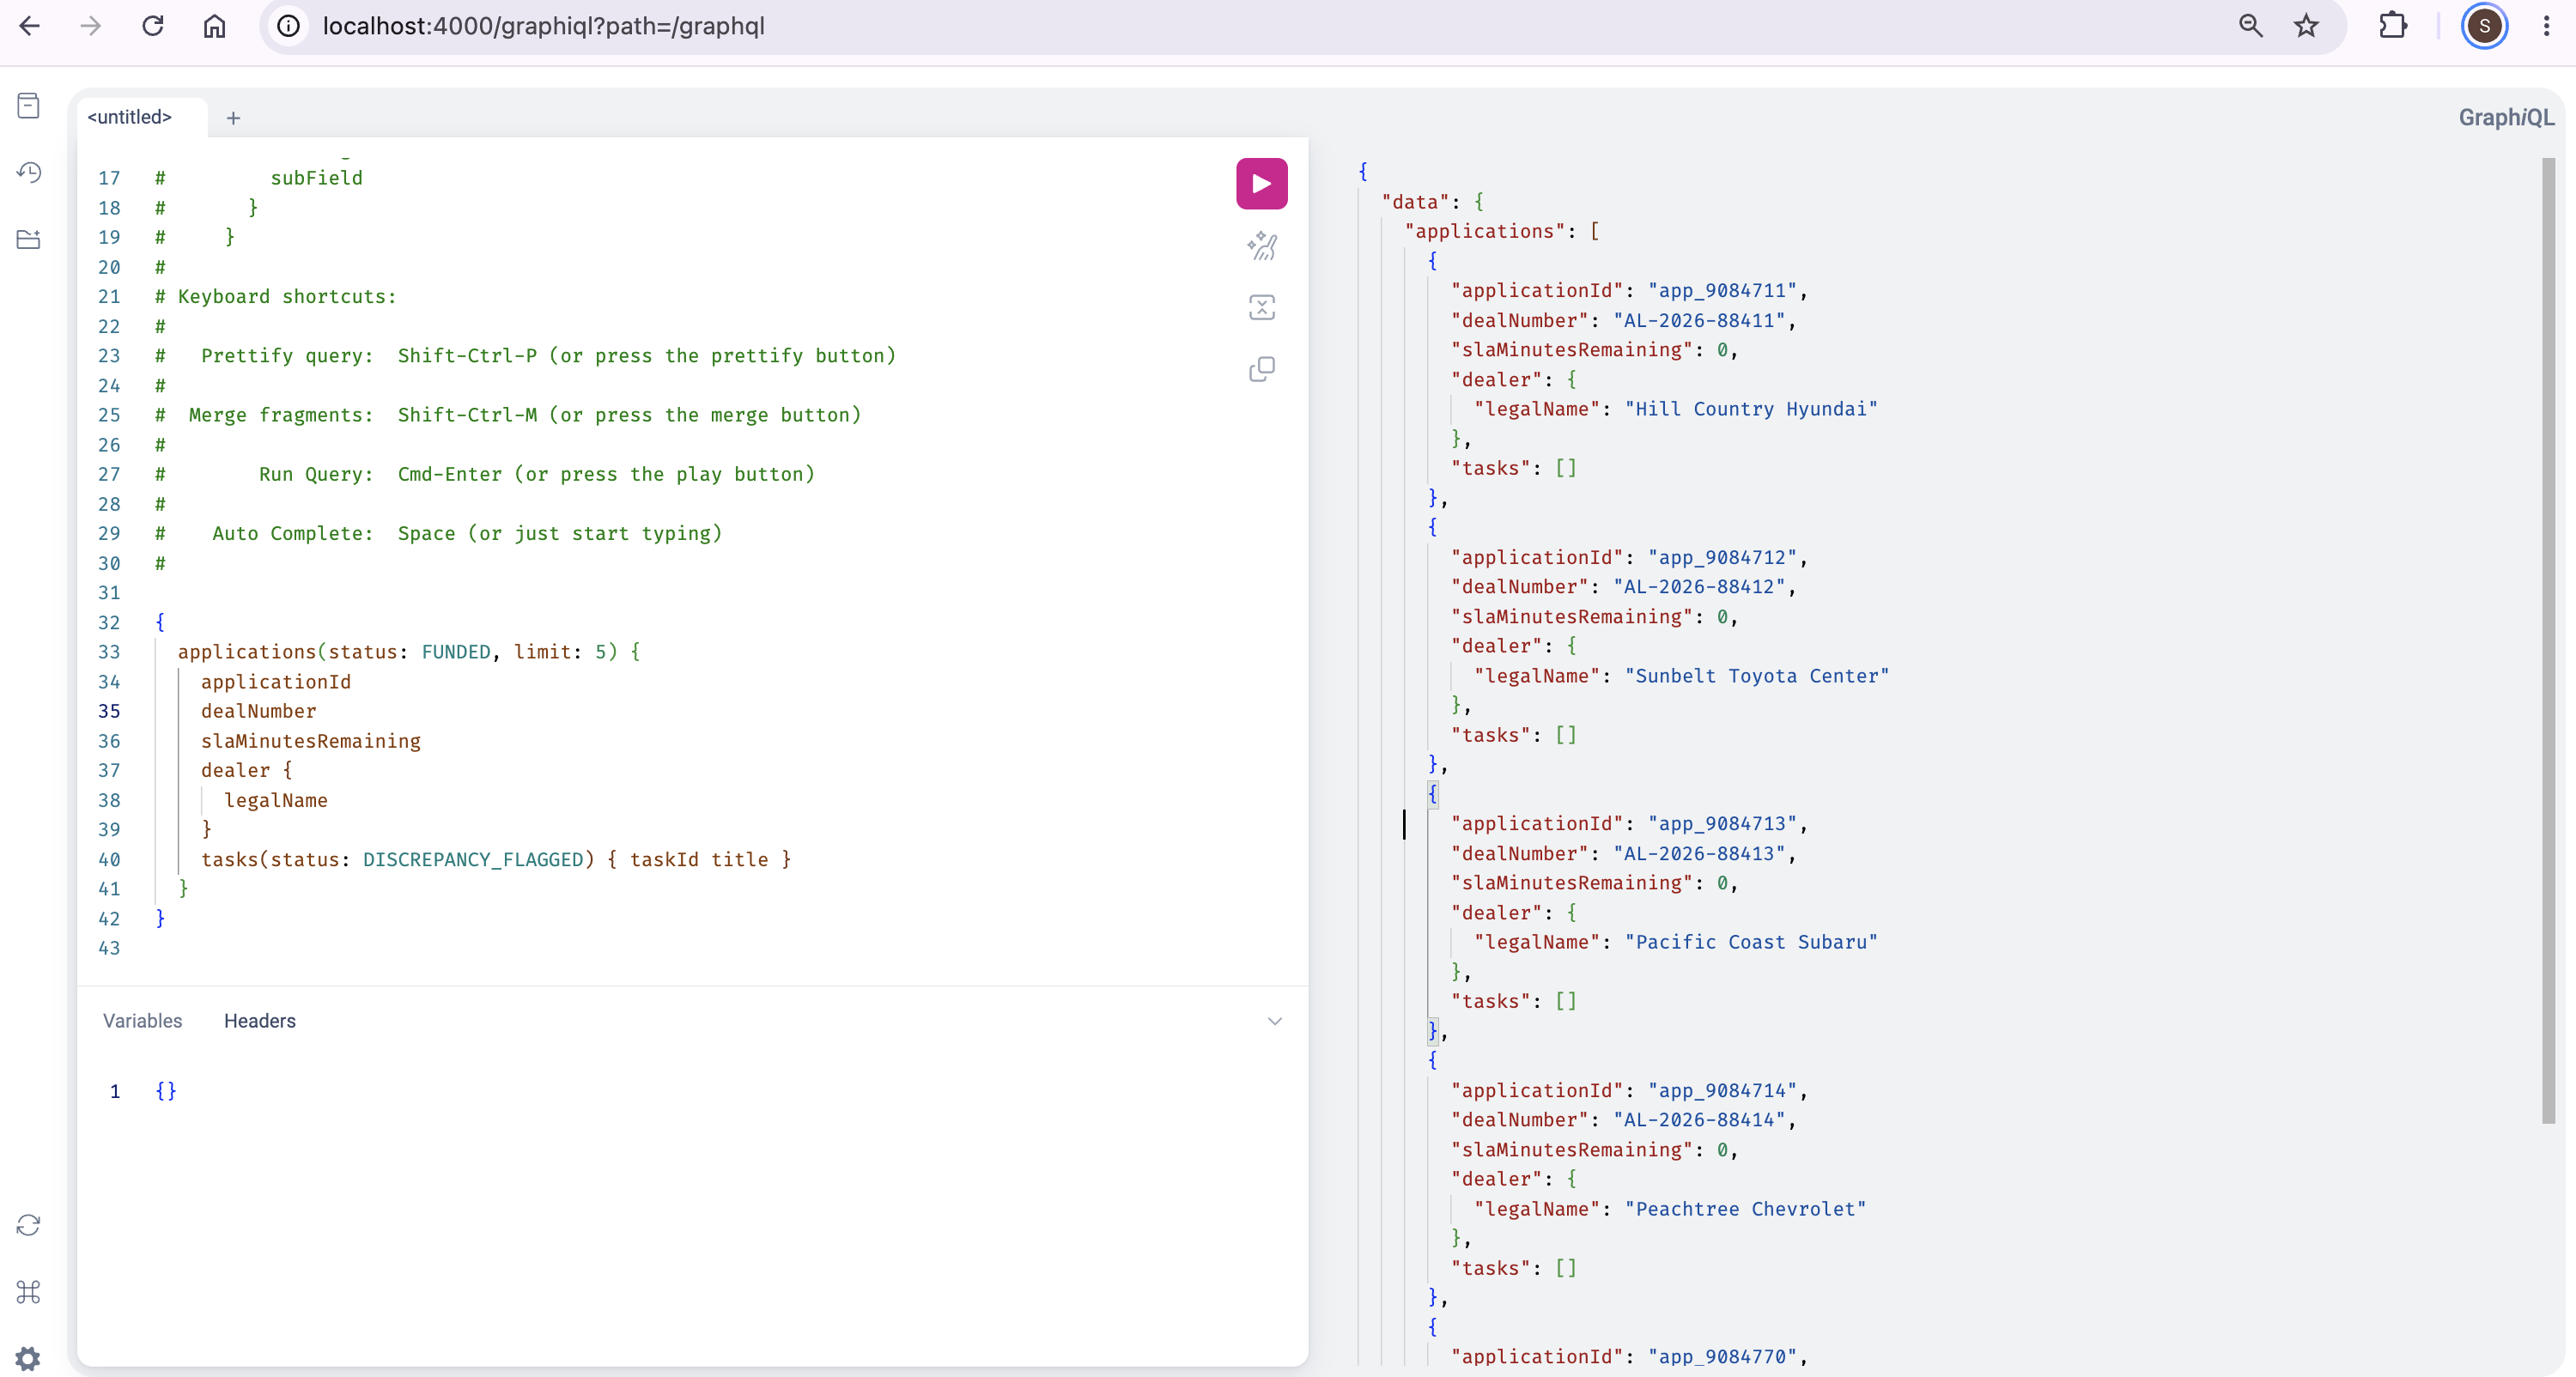 localhost:4000/graphiql?path=/graphql
S
<untitled>
+
GraphiQL
17 #         subField
18 #       }
19 #     }
20 #
21 # Keyboard shortcuts:
22 #
23 #   Prettify query:  Shift-Ctrl-P (or press the prettify button)
24 #
25 #  Merge fragments:  Shift-Ctrl-M (or press the merge button)
26 #
27 #        Run Query:  Cmd-Enter (or press the play button)
28 #
29 #    Auto Complete:  Space (or just start typing)
30 #
31
32 {
33   applications(status: FUNDED, limit: 5) {
34     applicationId
35     dealNumber
36     slaMinutesRemaining
37     dealer {
38       legalName
39     }
40     tasks(status: DISCREPANCY_FLAGGED) { taskId title }
41   }
42 }
43
Variables Headers
1 {}
{
  "data": {
    "applications": [
      {
        "applicationId": "app_9084711",
        "dealNumber": "AL-2026-88411",
        "slaMinutesRemaining": 0,
        "dealer": {
          "legalName": "Hill Country Hyundai"
        },
        "tasks": []
      },
      {
        "applicationId": "app_9084712",
        "dealNumber": "AL-2026-88412",
        "slaMinutesRemaining": 0,
        "dealer": {
          "legalName": "Sunbelt Toyota Center"
        },
        "tasks": []
      },
      {
        "applicationId": "app_9084713",
        "dealNumber": "AL-2026-88413",
        "slaMinutesRemaining": 0,
        "dealer": {
          "legalName": "Pacific Coast Subaru"
        },
        "tasks": []
      },
      {
        "applicationId": "app_9084714",
        "dealNumber": "AL-2026-88414",
        "slaMinutesRemaining": 0,
        "dealer": {
          "legalName": "Peachtree Chevrolet"
        },
        "tasks": []
      },
      {
        "applicationId": "app_9084770",